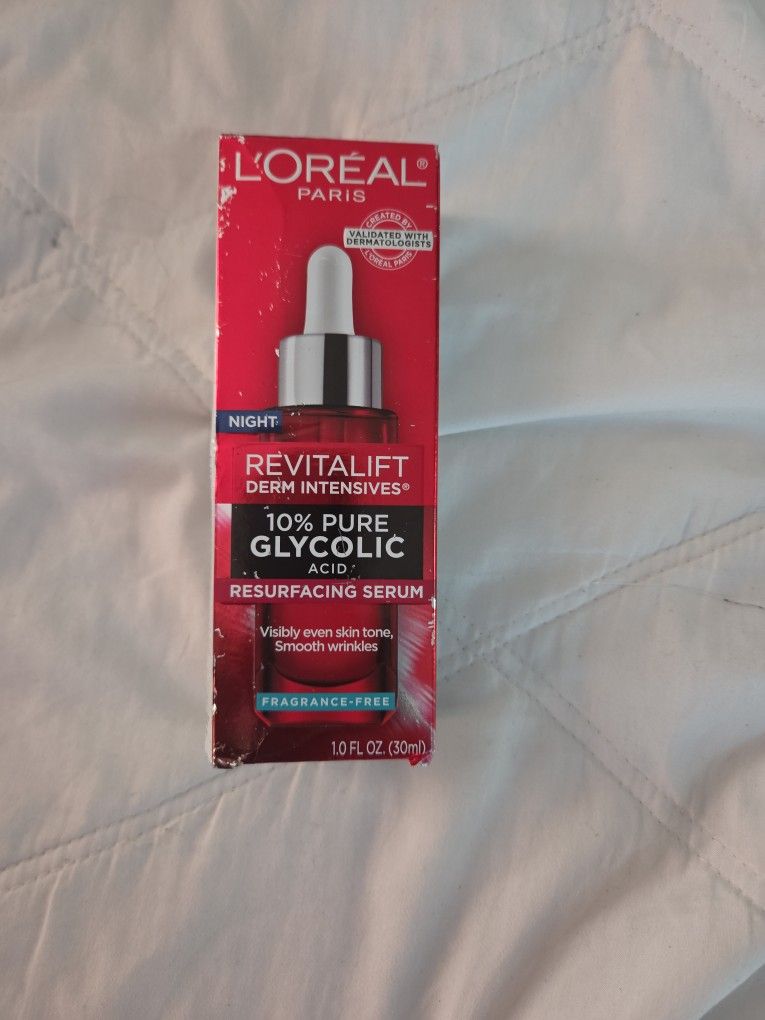 L'ORÉAL®
PARIS
CREATED BY
VALIDATED WITH
DERMATOLOGISTS
L'ORÉAL PARIS
NIGHT
REVITALIFT
DERM INTENSIVES®
10% PURE
GLYCOLIC
ACID
RESURFACING SERUM
Visibly even skin tone,
Smooth wrinkles
FRAGRANCE-FREE
1.0 FL OZ. (30ml)